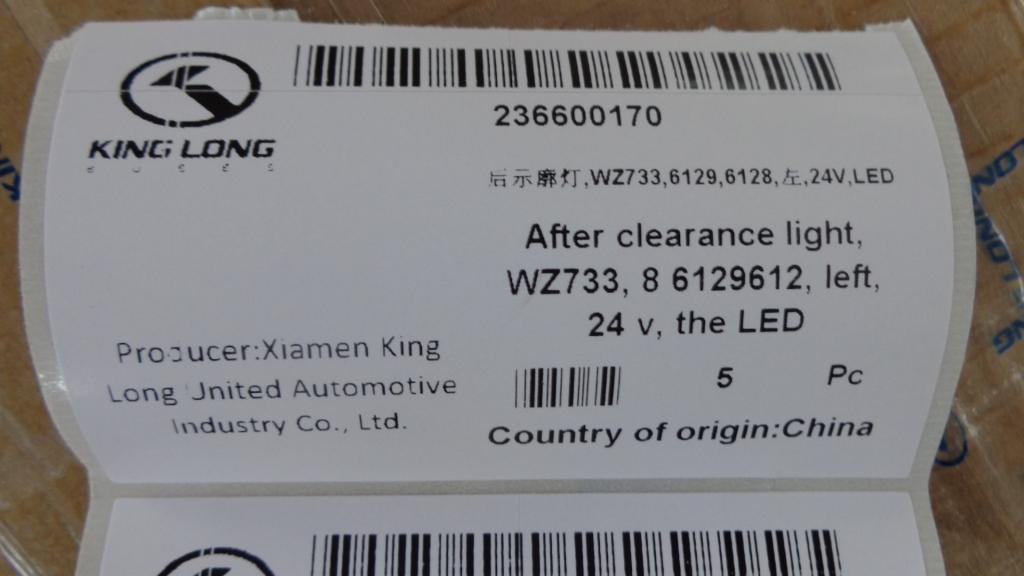 KING LONG
236600170
后示廓灯,WZ733,6129,6128,左,24V,LED
After clearance light,
WZ733, 8 6129612, left,
24 v, the LED
Producer:Xiamen King
Long United Automotive
Industry Co., Ltd.
5 Pc
Country of origin:China